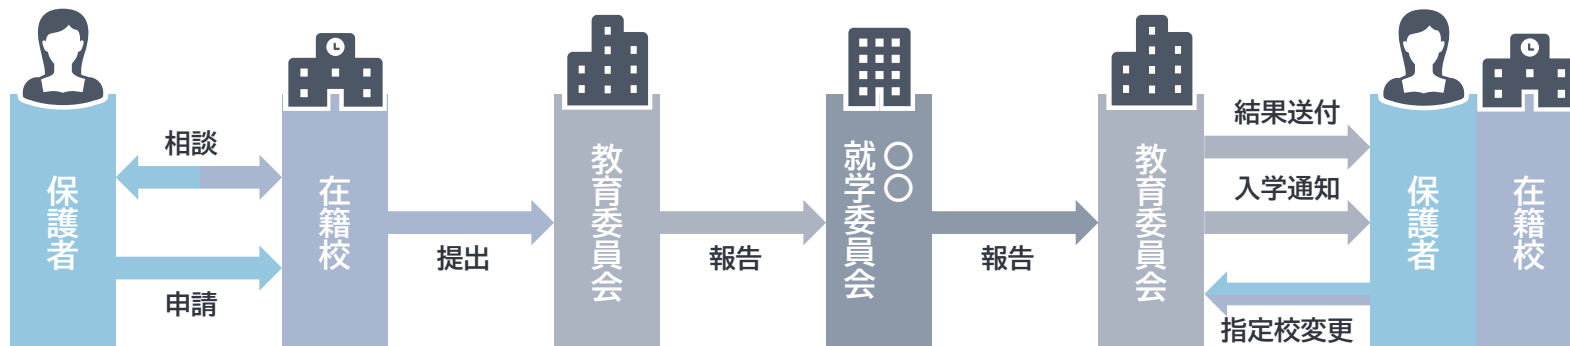 保護者
相談
申請
在籍校
提出
教育委員会
報告
〇〇
就学委員会
報告
教育委員会
結果送付
入学通知
指定校変更
保護者
在籍校